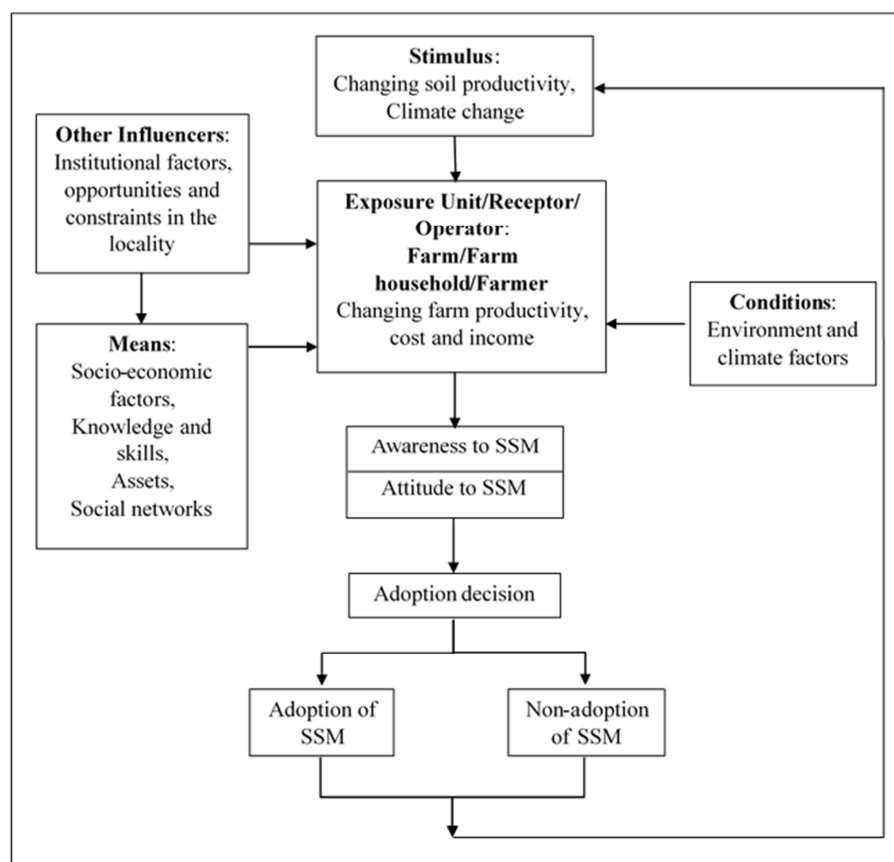 Stimulus:
Changing soil productivity,
Climate change
Other Influencers:
Institutional factors,
opportunities and
constraints in the
locality
Exposure Unit/Receptor/
Operator:
Farm/Farm
household/Farmer
Changing farm productivity,
cost and income
Conditions:
Environment and
climate factors
Means:
Socio-economic
factors,
Knowledge and
skills,
Assets,
Social networks
Awareness to SSM
Attitude to SSM
Adoption decision
Adoption of
SSM
Non-adoption
of SSM